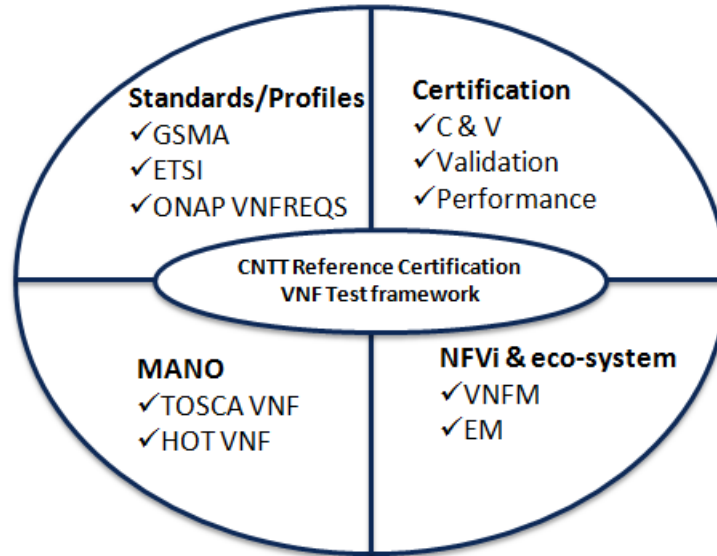 Standards/Profiles
✓GSMA
✓ETSI
✓ONAP VNFREQS
Certification
✓C & V
✓Validation
✓Performance
CNTT Reference Certification
VNF Test framework
MANO
✓TOSCA VNF
✓HOT VNF
NFVi & eco-system
✓VNFM
✓EM